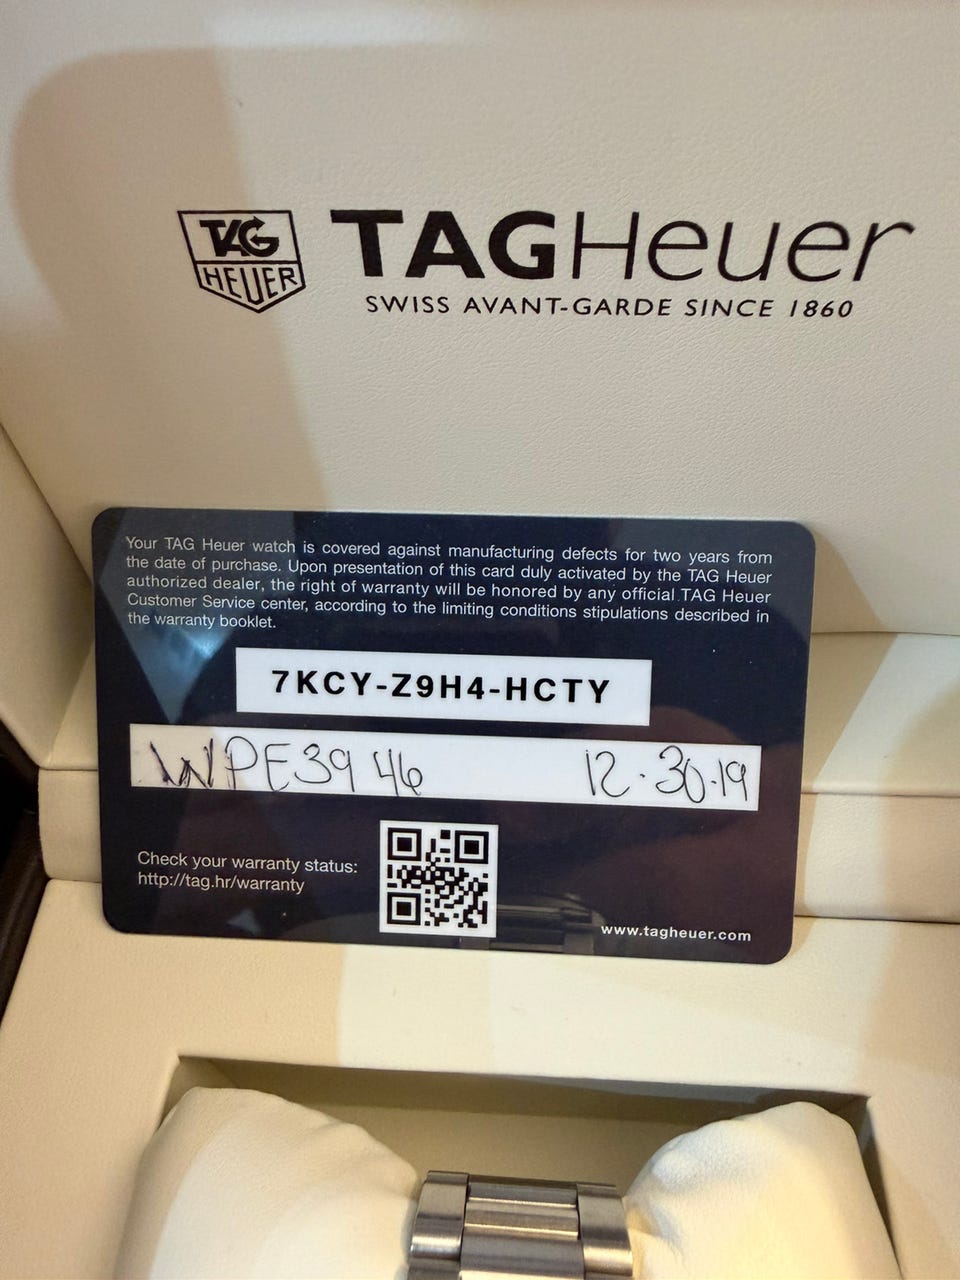 TAG
HEUER
TAGHeuer
SWISS AVANT-GARDE SINCE 1860
Your TAG Heuer watch is covered against manufacturing defects for two years from
the date of purchase. Upon presentation of this card duly activated by the TAG Heuer
authorized dealer, the right of warranty will be honored by any official TAG Heuer
Customer Service center, according to the limiting conditions stipulations described in
the warranty booklet.
7KCY-Z9H4-HCTY
WPE3946 12.30.19
Check your warranty status:
http://tag.hr/warranty
www.tagheuer.com